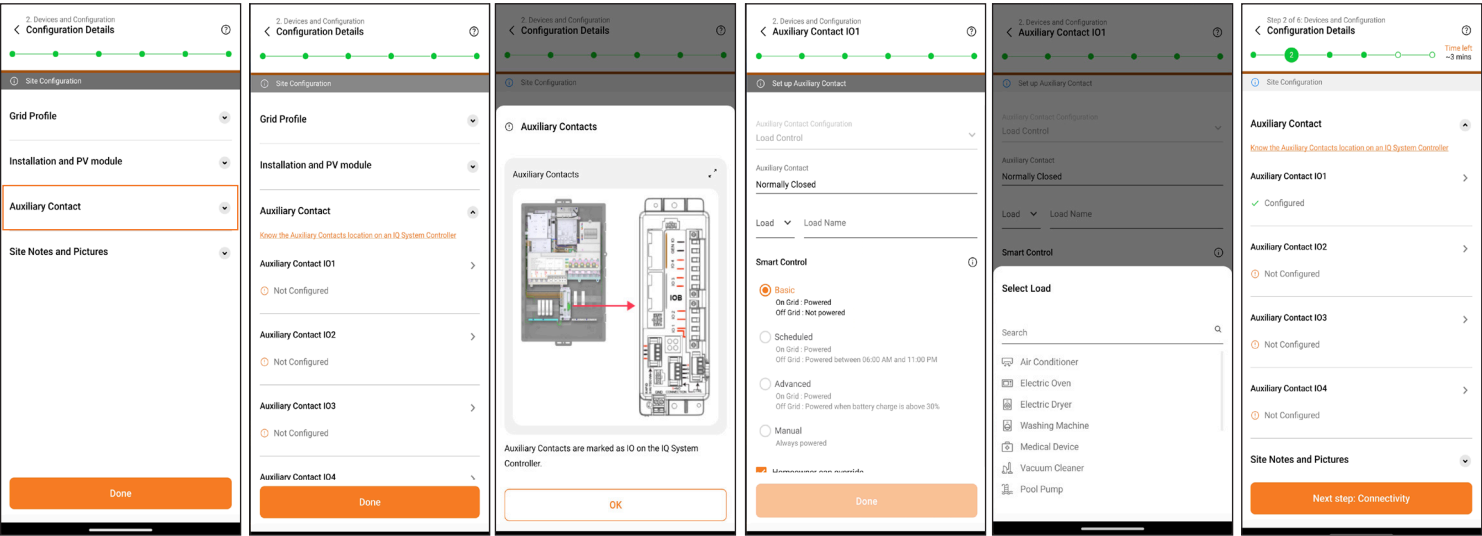 2. Devices and Configuration
Configuration Details
Site Configuration
Grid Profile
Installation and PV module
Auxiliary Contact
Site Notes and Pictures
Done
2. Devices and Configuration
Configuration Details
Site Configuration
Grid Profile
Installation and PV module
Auxiliary Contact
Know the Auxiliary Contacts location on an IQ System Controller
Auxiliary Contact IO1
Not Configured
Auxiliary Contact IO2
Not Configured
Auxiliary Contact IO3
Not Configured
Auxiliary Contact IO4
Done
2. Devices and Configuration
Configuration Details
Site Configuration
Auxiliary Contacts
Auxiliary Contacts
IOB
Auxiliary Contacts are marked as IO on the IQ System
Controller.
OK
2. Devices and Configuration
Auxiliary Contact IO1
Set up Auxiliary Contact
Auxiliary Contact Configuration
Load Control
Auxiliary Contact
Normally Closed
Load Load Name
Smart Control
Basic
On Grid : Powered
Off Grid : Not powered
Scheduled
On Grid : Powered
Off Grid : Powered between 06:00 AM and 11:00 PM
Advanced
On Grid : Powered
Off Grid : Powered when battery charge is above 30%
Manual
Always powered
Homeowner can override
Done
2. Devices and Configuration
Auxiliary Contact IO1
Set up Auxiliary Contact
Auxiliary Contact Configuration
Load Control
Auxiliary Contact
Normally Closed
Load Load Name
Smart Control
Select Load
Search
Air Conditioner
Electric Oven
Electric Dryer
Washing Machine
Medical Device
Vacuum Cleaner
Pool Pump
Step 2 of 6: Devices and Configuration
Configuration Details
2
Time left
~3 mins
Site Configuration
Auxiliary Contact
Know the Auxiliary Contacts location on an IQ System Controller
Auxiliary Contact IO1
Configured
Auxiliary Contact IO2
Not Configured
Auxiliary Contact IO3
Not Configured
Auxiliary Contact IO4
Not Configured
Site Notes and Pictures
Next step: Connectivity